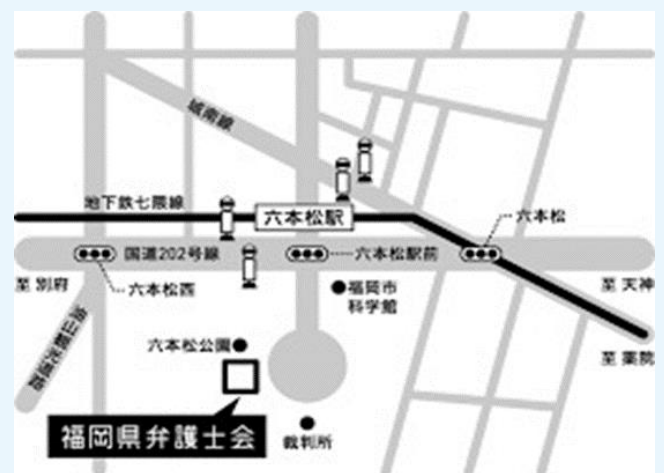 城南線
地下鉄七隈線
六本松駅
六本松
国道202号線
六本松駅前
至 別府
六本松西
至 天神
福岡市
科学館
六本松公園
至 薬院
福岡県弁護士会
裁判所